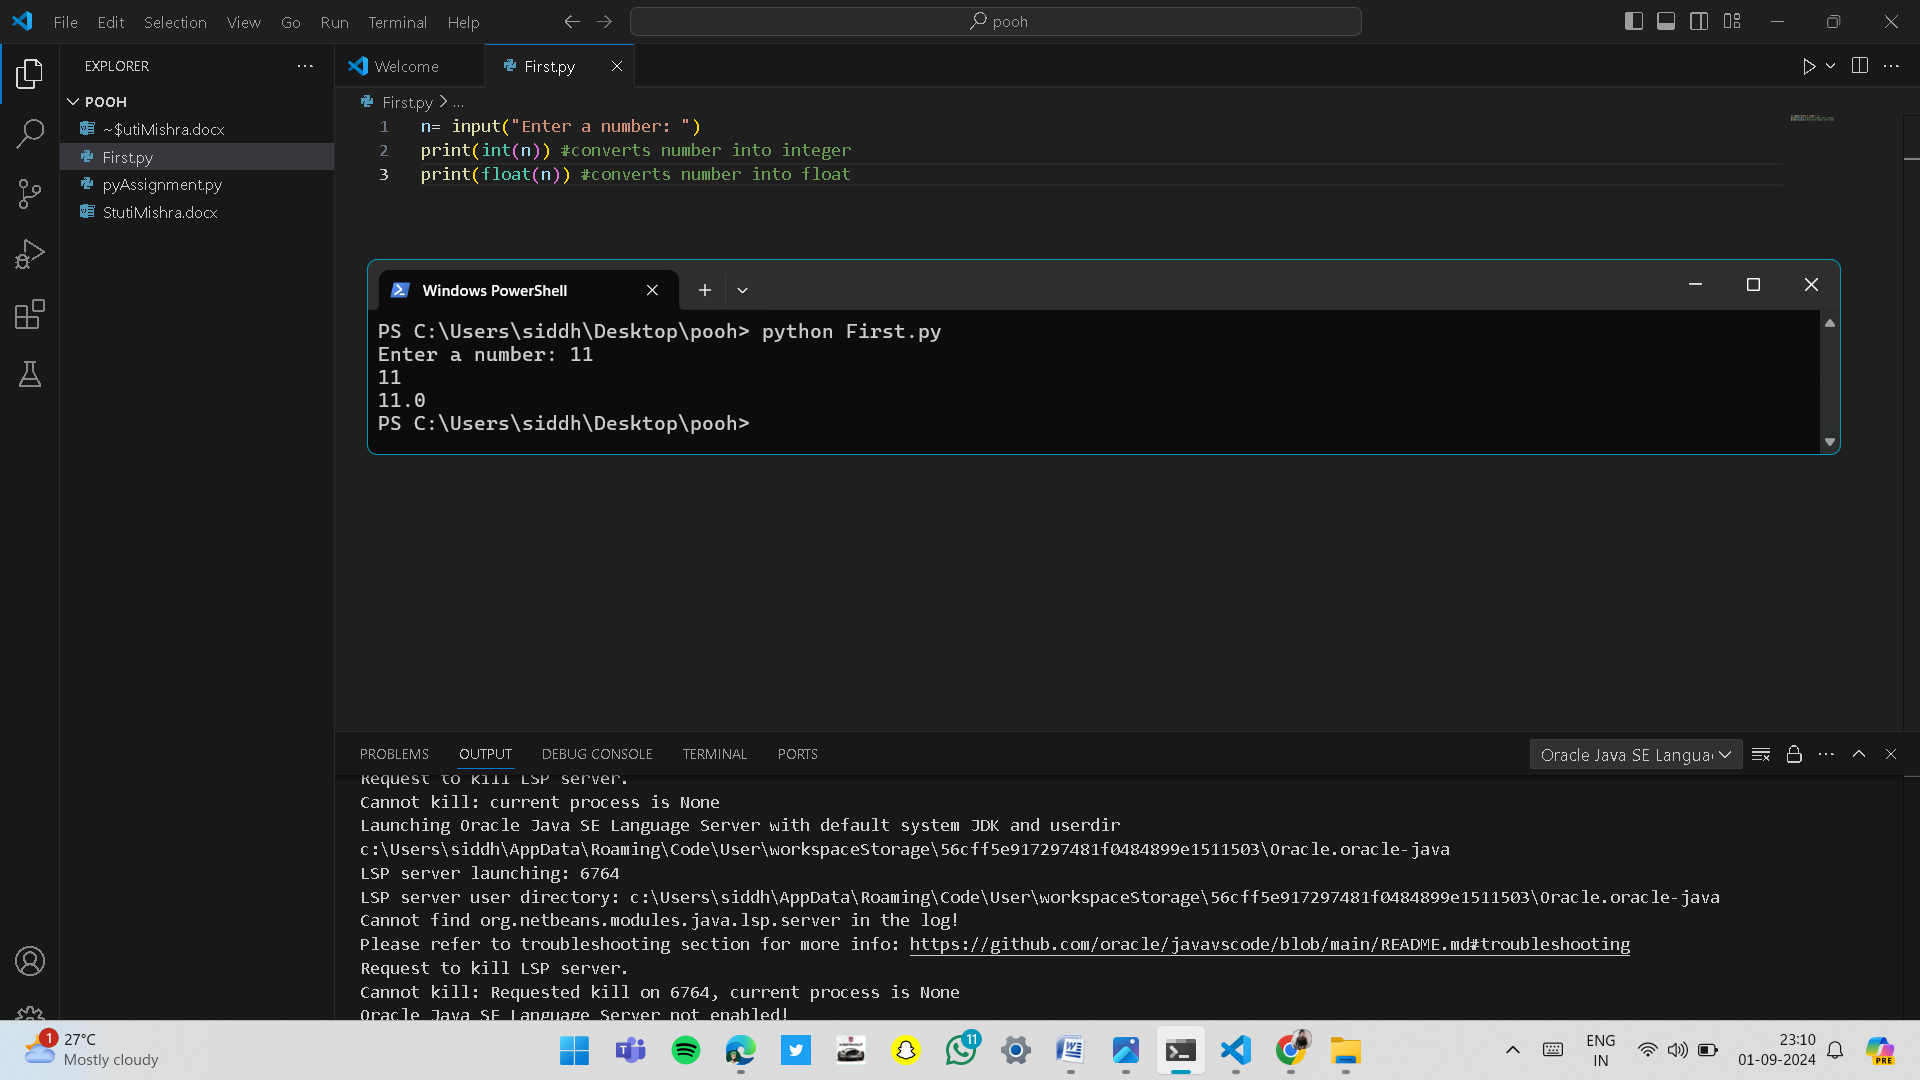 File Edit Selection View Go Run Terminal Help
pooh
EXPLORER
Welcome
First.py
POOH
~$utiMishra.docx
First.py
pyAssignment.py
StutiMishra.docx
First.py > ...
1 n= input("Enter a number: ")
2 print(int(n)) #converts number into integer
3 print(float(n)) #converts number into float
Windows PowerShell
PS C:\Users\siddh\Desktop\pooh> python First.py
Enter a number: 11
11
11.0
PS C:\Users\siddh\Desktop\pooh>
PROBLEMS OUTPUT DEBUG CONSOLE TERMINAL PORTS
Oracle Java SE Langua
Request to kill LSP server.
Cannot kill: current process is None
Launching Oracle Java SE Language Server with default system JDK and userdir
c:\Users\siddh\AppData\Roaming\Code\User\workspaceStorage\56cff5e917297481f0484899e1511503\Oracle.oracle-java
LSP server launching: 6764
LSP server user directory: c:\Users\siddh\AppData\Roaming\Code\User\workspaceStorage\56cff5e917297481f0484899e1511503\Oracle.oracle-java
Cannot find org.netbeans.modules.java.lsp.server in the log!
Please refer to troubleshooting section for more info: https://github.com/oracle/javavscode/blob/main/README.md#troubleshooting
Request to kill LSP server.
Cannot kill: Requested kill on 6764, current process is None
Oracle Java SE Language Server not enabled!
1
27°C
Mostly cloudy
11
ENG
IN
23:10
01-09-2024
PRE